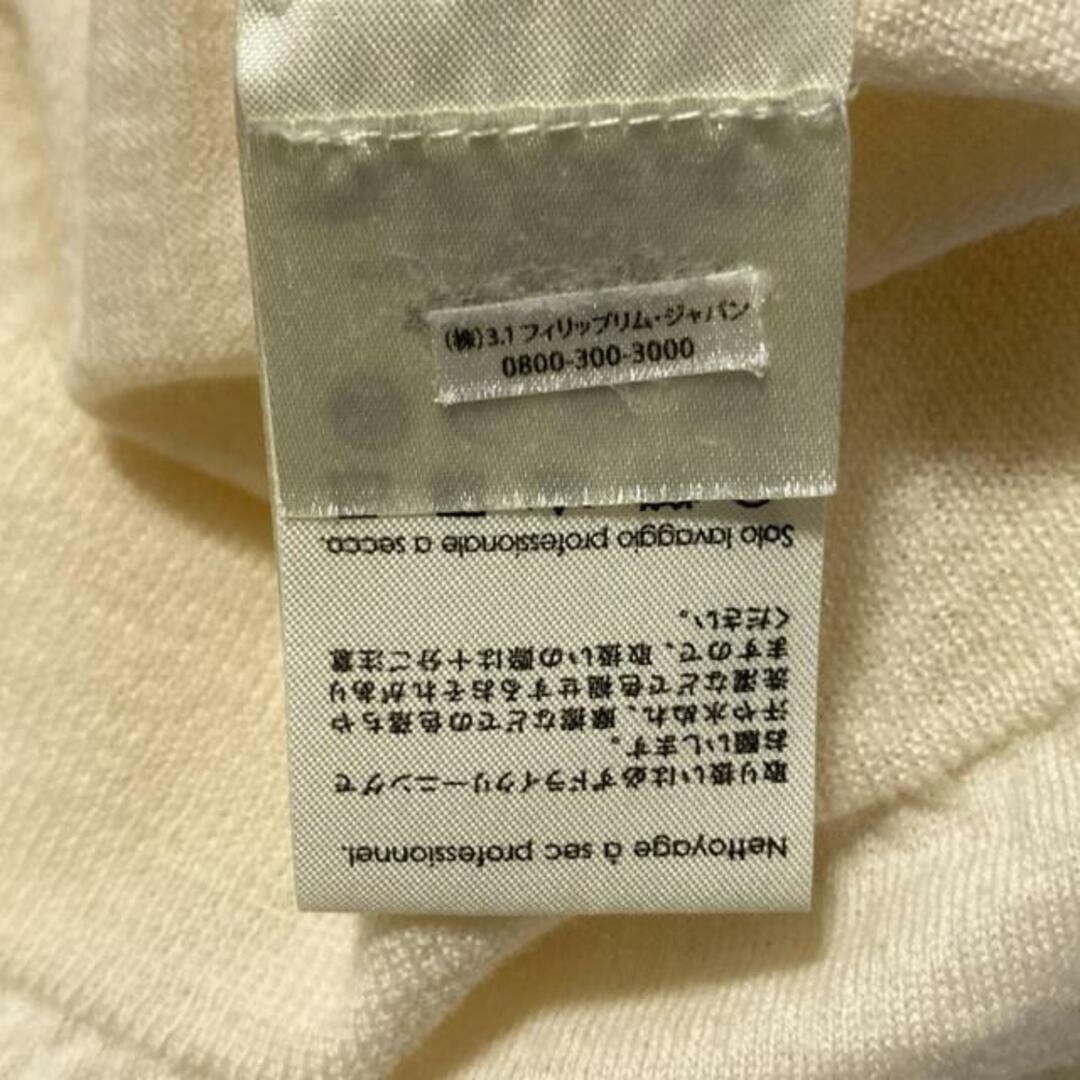 (株)3.1 フィリップリム・ジャパン
0800-300-3000
Nettoyage à sec professionnel.
取り扱いは必ずドライクリーニングで
お願いします。
汗や水ぬれ、摩擦などでの色落ちや
洗濯などで色褪せするおそれがあり
ますので、取扱いの際は十分ご注意
ください。
Solo lavaggio professionale a secco.